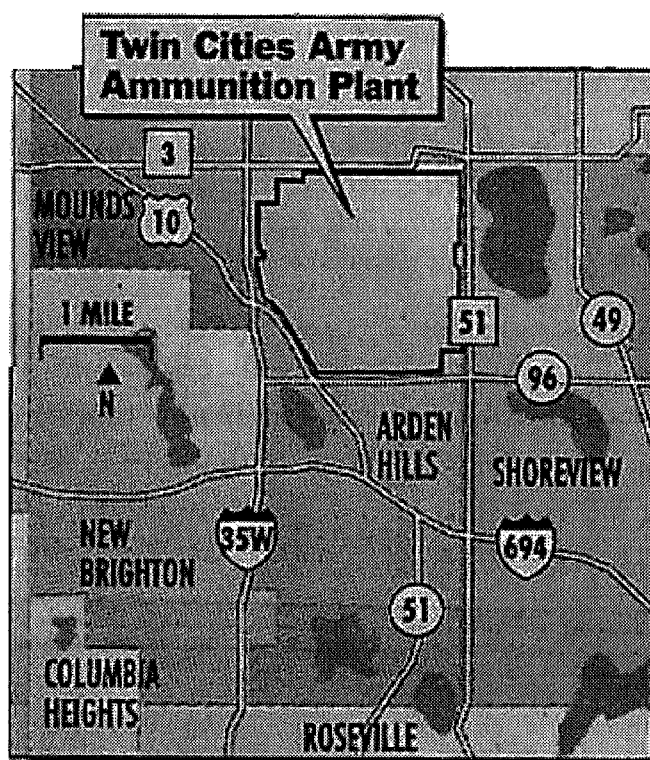 Twin Cities Army
Ammunition Plant
3
MOUNDS
VIEW
10
1 MILE
N
51
49
96
ARDEN
HILLS
SHOREVIEW
NEW
BRIGHTON
35W
694
51
COLUMBIA
HEIGHTS
ROSEVILLE